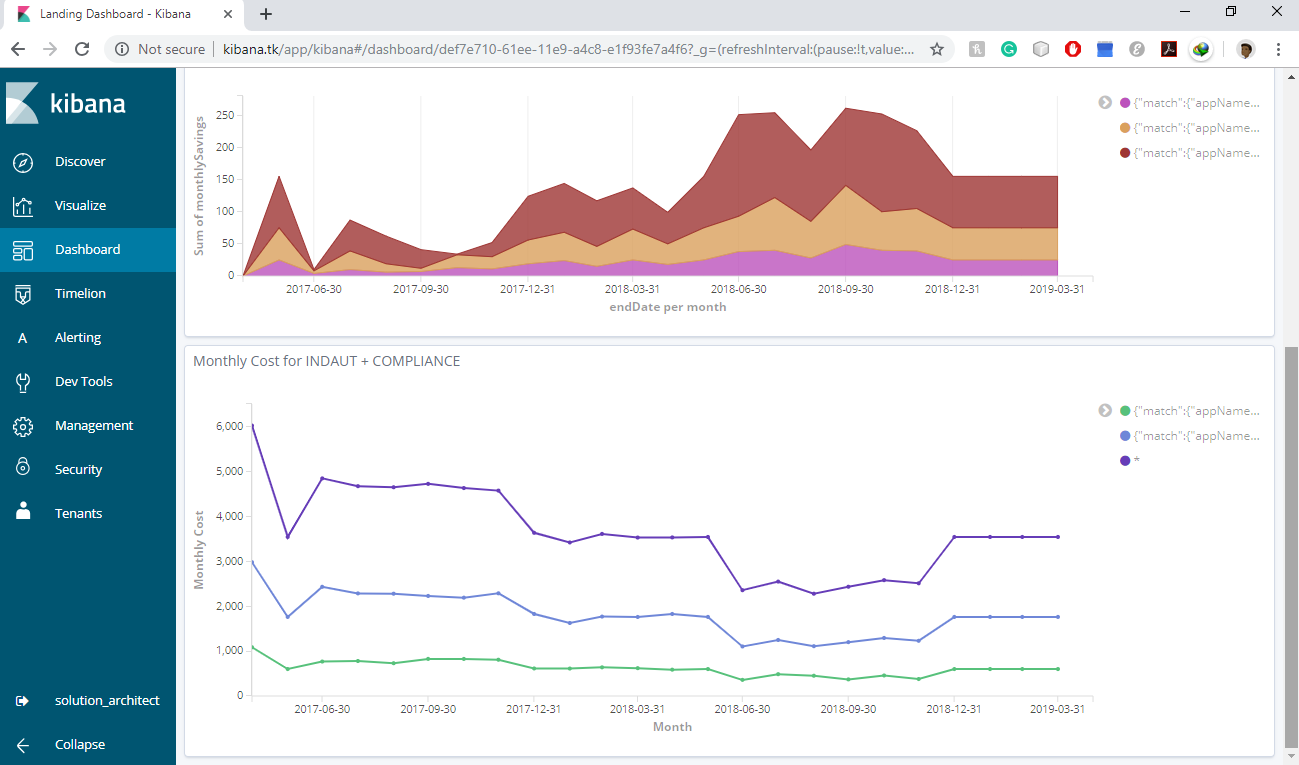 Landing Dashboard - Kibana
Not secure | kibana.tk/app/kibana#/dashboard/def7e710-61ee-11e9-a4c8-e1f93fe7a4f6?_g=(refreshInterval:(pause:!t,value:...
kibana
Discover
Visualize
Dashboard
Timelion
A Alerting
Dev Tools
Management
Security
Tenants
solution_architect
Collapse
Sum of monthlySavings
250
200
150
100
50
0
2017-06-30 2017-09-30 2017-12-31 2018-03-31 2018-06-30 2018-09-30 2018-12-31 2019-03-31
endDate per month
{"match":{"appName...
{"match":{"appName...
{"match":{"appName...
Monthly Cost for INDAUT + COMPLIANCE
Monthly Cost
6,000
5,000
4,000
3,000
2,000
1,000
0
2017-06-30 2017-09-30 2017-12-31 2018-03-31 2018-06-30 2018-09-30 2018-12-31 2019-03-31
Month
{"match":{"appName...
{"match":{"appName...
*